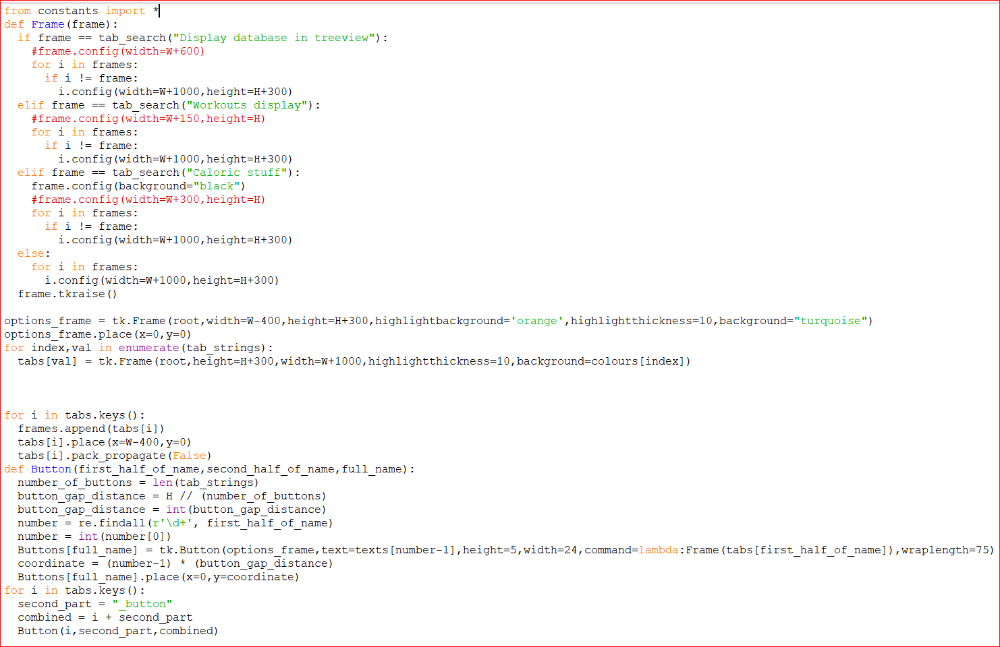 from constants import *
def Frame(frame):
  if frame == tab_search("Display database in treeview"):
    #frame.config(width=W+600)
    for i in frames:
      if i != frame:
        i.config(width=W+1000,height=H+300)
  elif frame == tab_search("Workouts display"):
    #frame.config(width=W+150,height=H)
    for i in frames:
      if i != frame:
        i.config(width=W+1000,height=H+300)
  elif frame == tab_search("Caloric stuff"):
    frame.config(background="black")
    #frame.config(width=W+300,height=H)
    for i in frames:
      if i != frame:
        i.config(width=W+1000,height=H+300)
  else:
    for i in frames:
      i.config(width=W+1000,height=H+300)
  frame.tkraise()

options_frame = tk.Frame(root,width=W-400,height=H+300,highlightbackground='orange',highlightthickness=10,background="turquoise")
options_frame.place(x=0,y=0)
for index,val in enumerate(tab_strings):
  tabs[val] = tk.Frame(root,height=H+300,width=W+1000,highlightthickness=10,background=colours[index])

for i in tabs.keys():
  frames.append(tabs[i])
  tabs[i].place(x=W-400,y=0)
  tabs[i].pack_propagate(False)
def Button(first_half_of_name,second_half_of_name,full_name):
  number_of_buttons = len(tab_strings)
  button_gap_distance = H // (number_of_buttons)
  button_gap_distance = int(button_gap_distance)
  number = re.findall(r'\d+', first_half_of_name)
  number = int(number[0])
  Buttons[full_name] = tk.Button(options_frame,text=texts[number-1],height=5,width=24,command=lambda:Frame(tabs[first_half_of_name]),wraplength=75)
  coordinate = (number-1) * (button_gap_distance)
  Buttons[full_name].place(x=0,y=coordinate)
for i in tabs.keys():
  second_part = "_button"
  combined = i + second_part
  Button(i,second_part,combined)